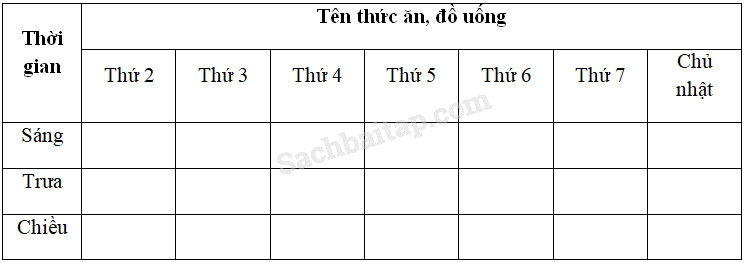 Thời
gian
Tên thức ăn, đồ uống
Thứ 2
Thứ 3
Thứ 4
Thứ 5
Thứ 6
Thứ 7
Chủ
nhật
Sáng
Trưa
Chiều
Sachbaitap.com